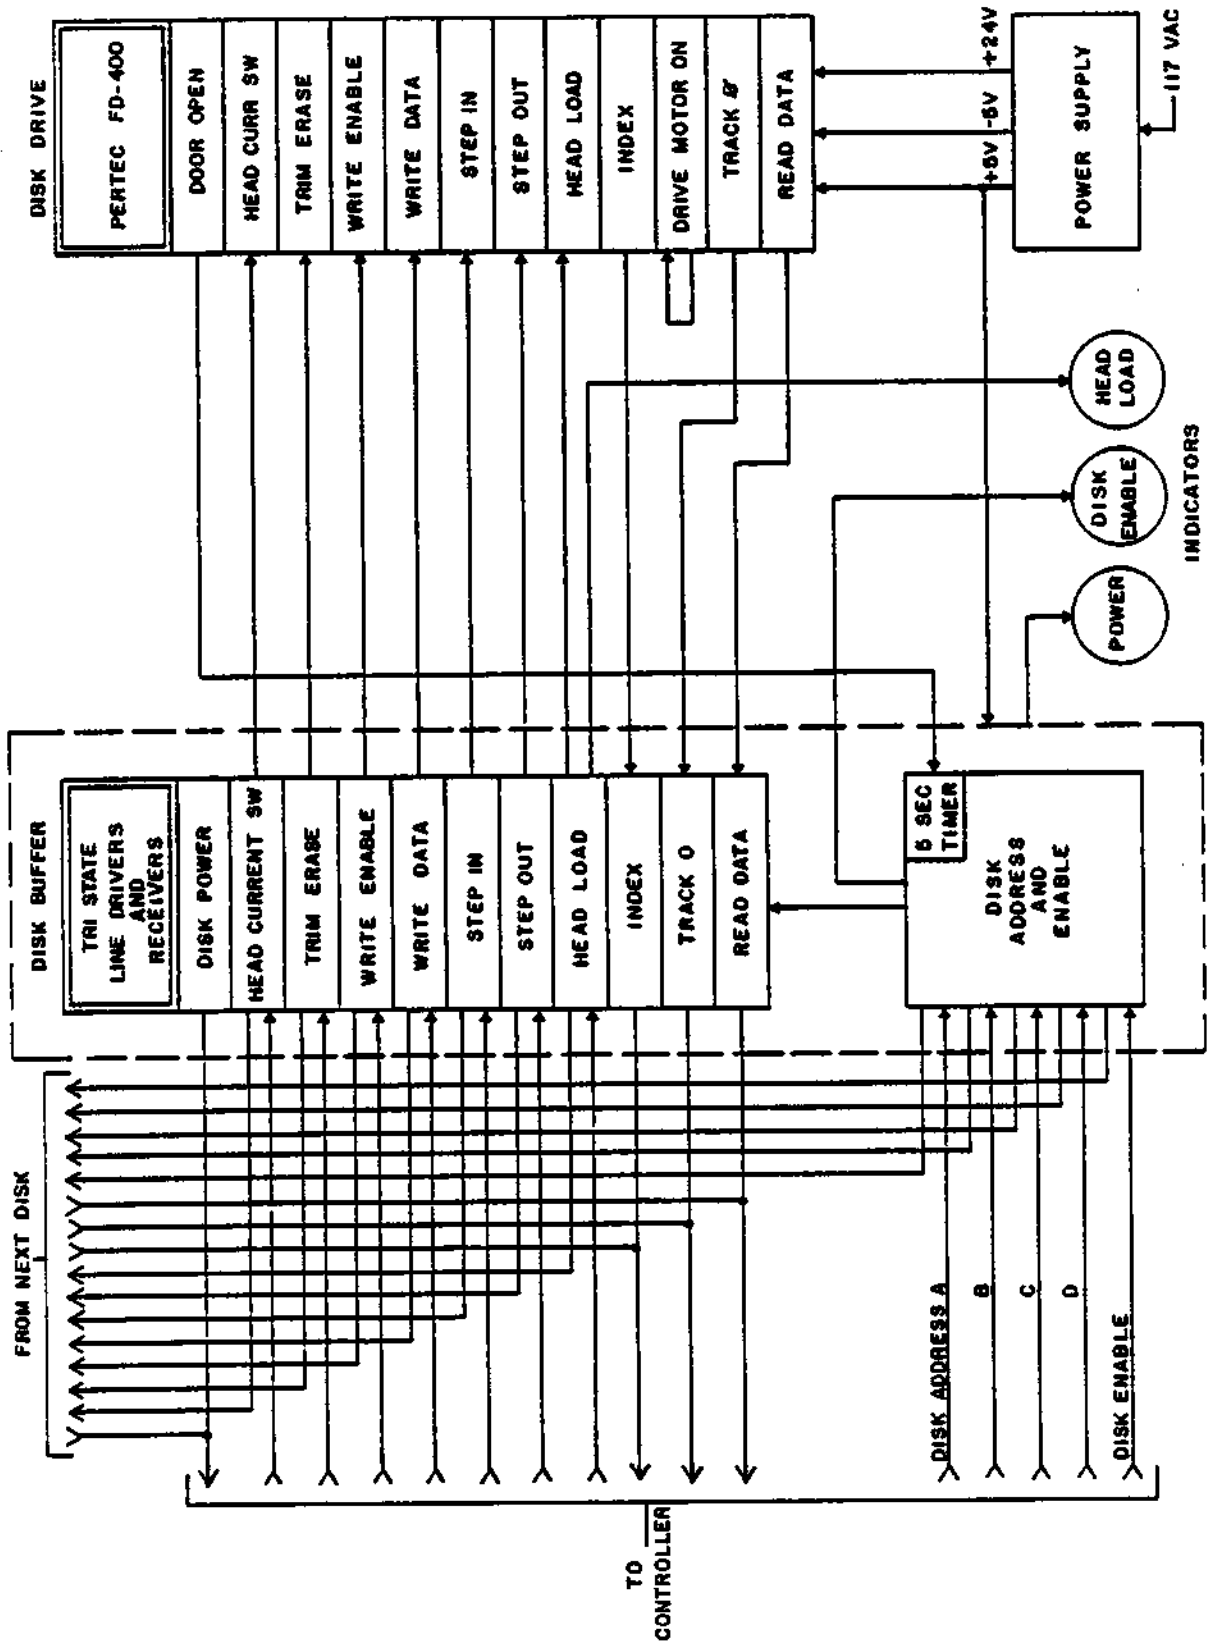 FROM NEXT DISK
TO
CONTROLLER
DISK BUFFER
TRI STATE
LINE DRIVERS
AND
RECEIVERS
DISK POWER
HEAD CURRENT SW
TRIM ERASE
WRITE ENABLE
WRITE DATA
STEP IN
STEP OUT
HEAD LOAD
INDEX
TRACK 0
READ DATA
DISK DRIVE
PERTEC FD-400
DOOR OPEN
HEAD CURR SW
TRIM ERASE
WRITE ENABLE
WRITE DATA
STEP IN
STEP OUT
HEAD LOAD
INDEX
DRIVE MOTOR ON
TRACK Ø
READ DATA
DISK ADDRESS A
B
C
D
DISK ENABLE
5 SEC
TIMER
DISK
ADDRESS
AND
ENABLE
POWER
DISK
ENABLE
HEAD
LOAD
INDICATORS
+5V
-5V
+24V
POWER SUPPLY
117 VAC